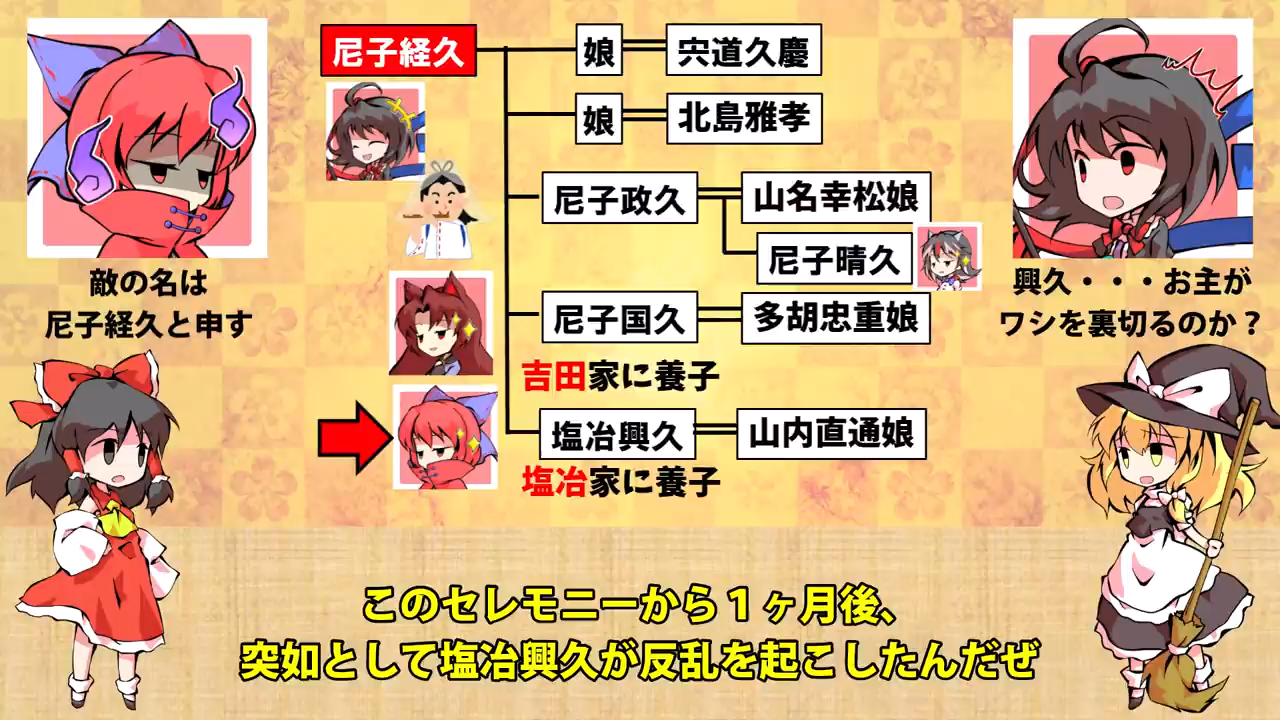 尼子経久
娘
宍道久慶
娘
北島雅孝
尼子政久
山名幸松娘
尼子晴久
尼子国久
多胡忠重娘
吉田家に養子
塩冶興久
山内直通娘
塩冶家に養子
敵の名は
尼子経久と申す
興久・・・お主が
ワシを裏切るのか？
このセレモニーから１ヶ月後、
突如として塩冶興久が反乱を起こしたんだぜ